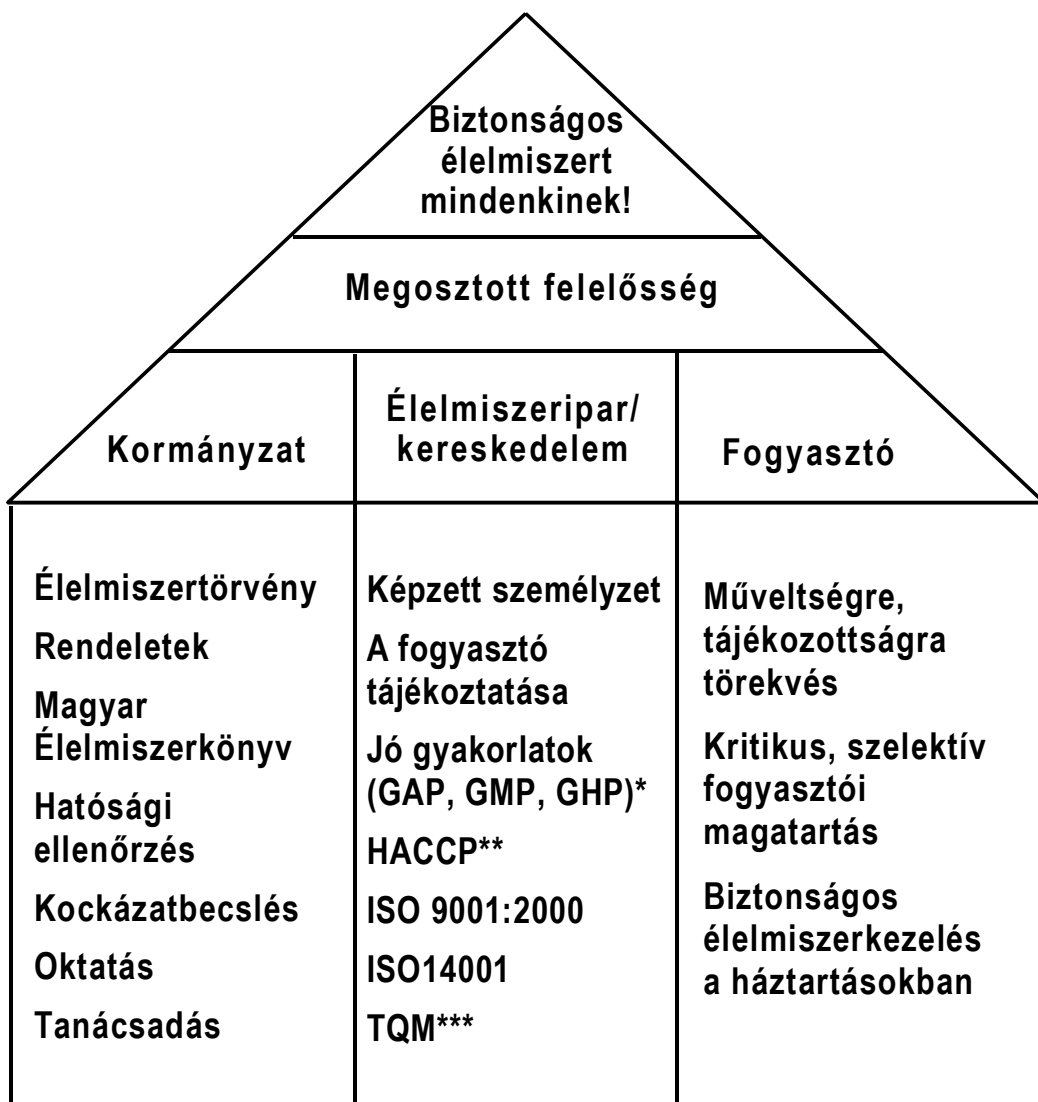 Biztonságos
élelmiszert
mindenkinek!
Megosztott felelősség
Kormányzat
Élelmiszeripar/
kereskedelem
Fogyasztó
Élelmiszertörvény
Rendeletek
Magyar
Élelmiszerkönyv
Hatósági
ellenőrzés
Kockázatbecslés
Oktatás
Tanácsadás
Képzett személyzet
A fogyasztó
tájékoztatása
Jó gyakorlatok
(GAP, GMP, GHP)*
HACCP**
ISO 9001:2000
ISO14001
TQM***
Műveltségre,
tájékozottságra
törekvés
Kritikus, szelektív
fogyasztói
magatartás
Biztonságos
élelmiszerkezelés
a háztartásokban